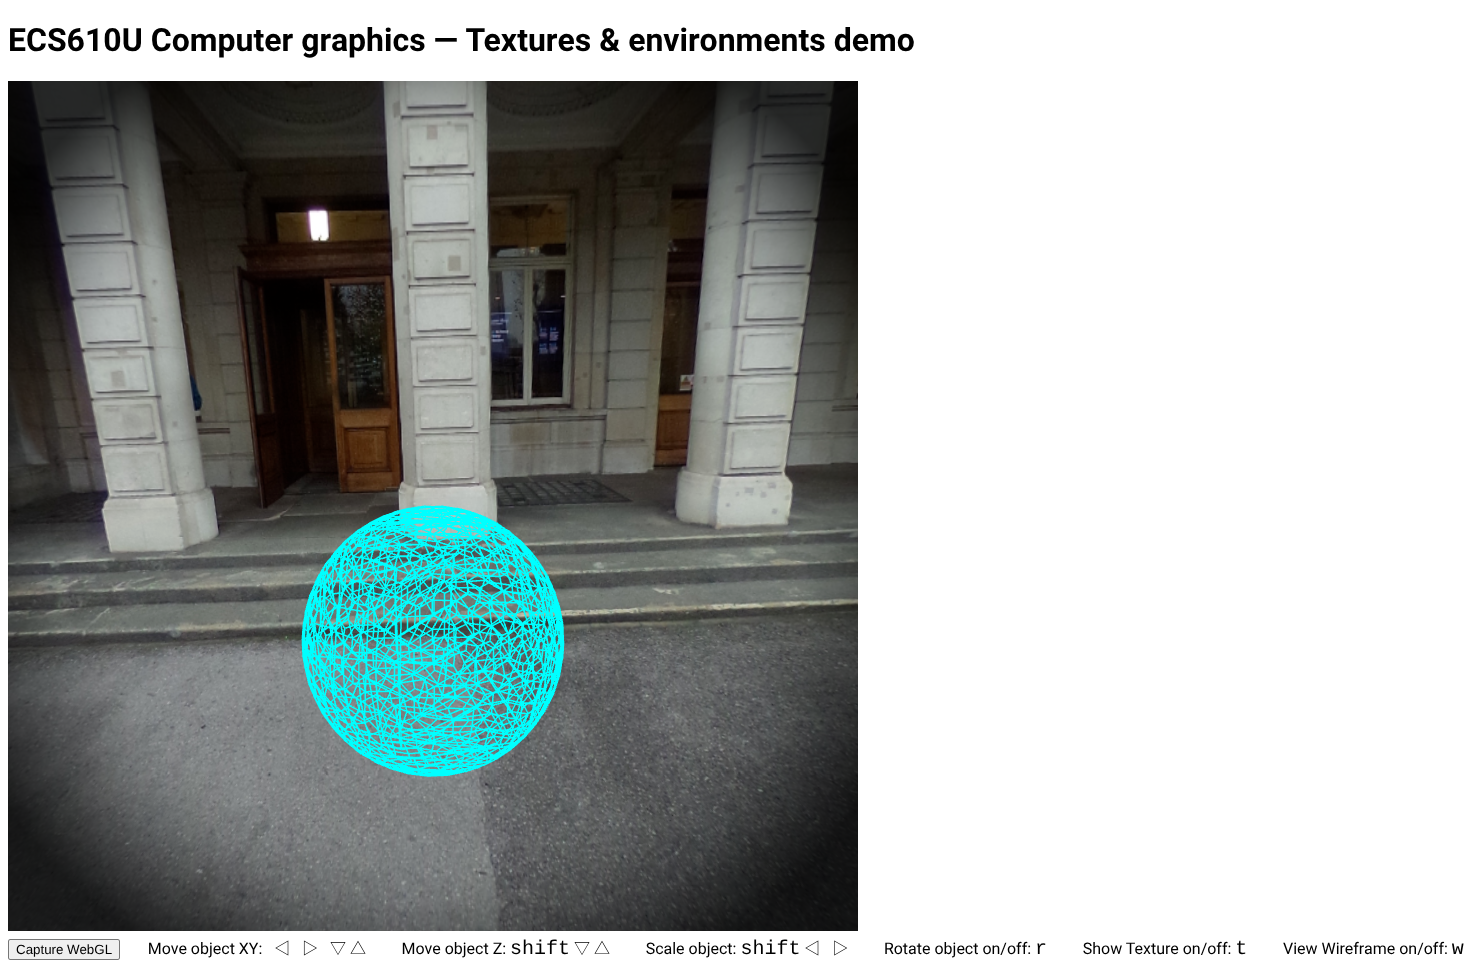 ECS610U Computer graphics — Textures & environments demo
Capture WebGL Move object XY: ◁ ▷ ▽△ Move object Z: shift ▽△ Scale object: shift◁ ▷ Rotate object on/off: r Show Texture on/off: t View Wireframe on/off: w